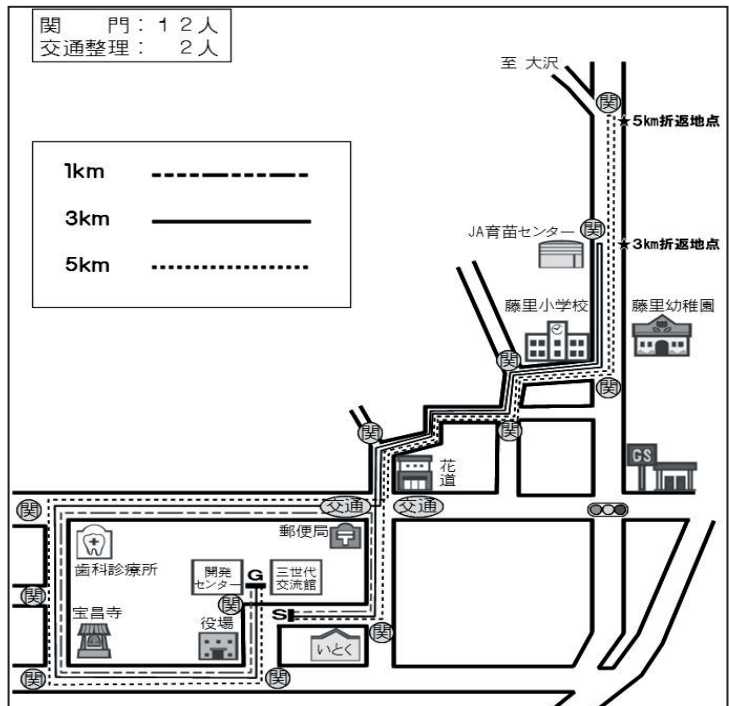 関　　門：１２人
交通整理：　２人
至 大沢
関
★5km折返地点
1km
3km
5km
関
JA育苗センター
★3km折返地点
藤里小学校
藤里幼稚園
関
関
関
関
花道
GS
関
交通
交通
郵便局
〒
歯科診療所
開発センター
G
三世代交流館
関
関
S
宝昌寺
役場
いとく
関
関
関